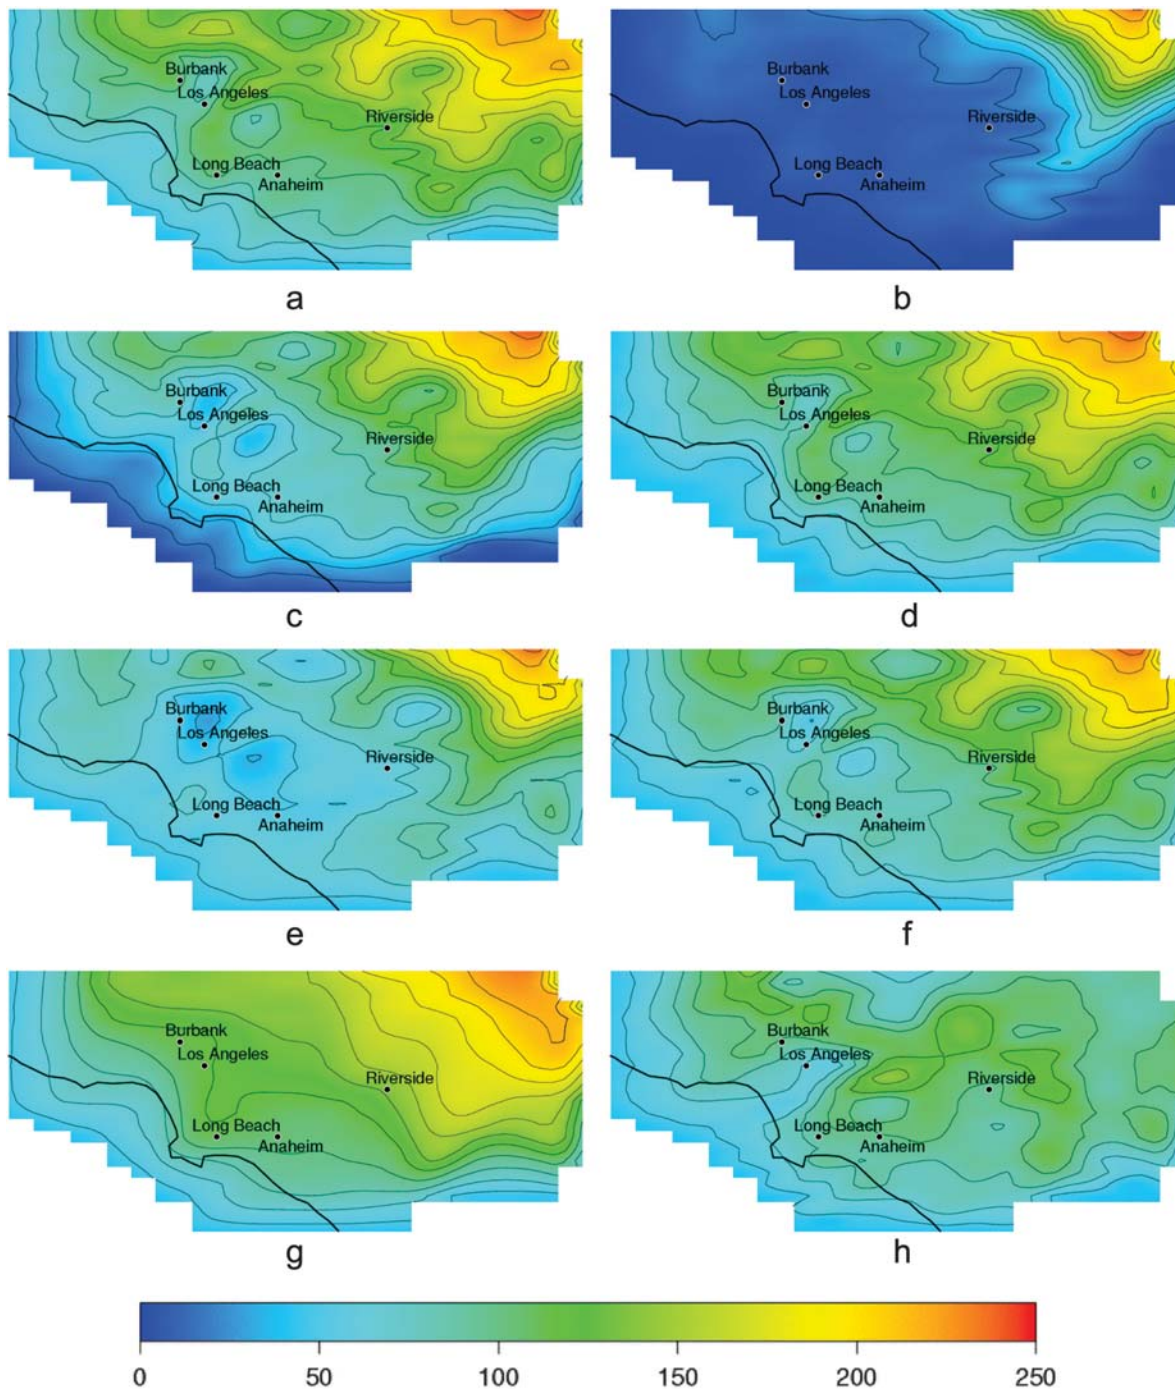 Burbank
Los Angeles
Riverside
Long Beach
Anaheim
a
Burbank
Los Angeles
Riverside
Long Beach
Anaheim
b
Burbank
Los Angeles
Riverside
Long Beach
Anaheim
c
Burbank
Los Angeles
Riverside
Long Beach
Anaheim
d
Burbank
Los Angeles
Riverside
Long Beach
Anaheim
e
Burbank
Los Angeles
Riverside
Long Beach
Anaheim
f
Burbank
Los Angeles
Riverside
Long Beach
Anaheim
g
Burbank
Los Angeles
Riverside
Long Beach
Anaheim
h
0 50 100 150 200 250